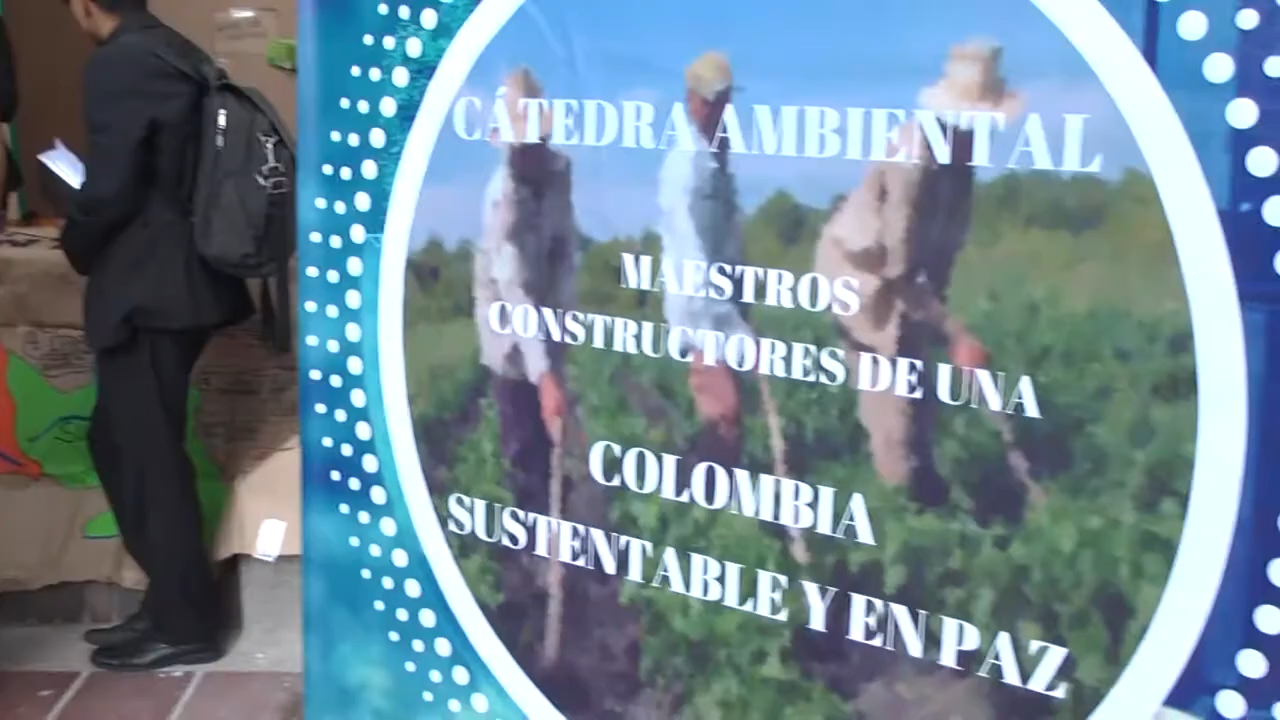 CÁTEDRA AMBIENTAL
MAESTROS
CONSTRUCTORES DE UNA
COLOMBIA
SUSTENTABLE Y EN PAZ